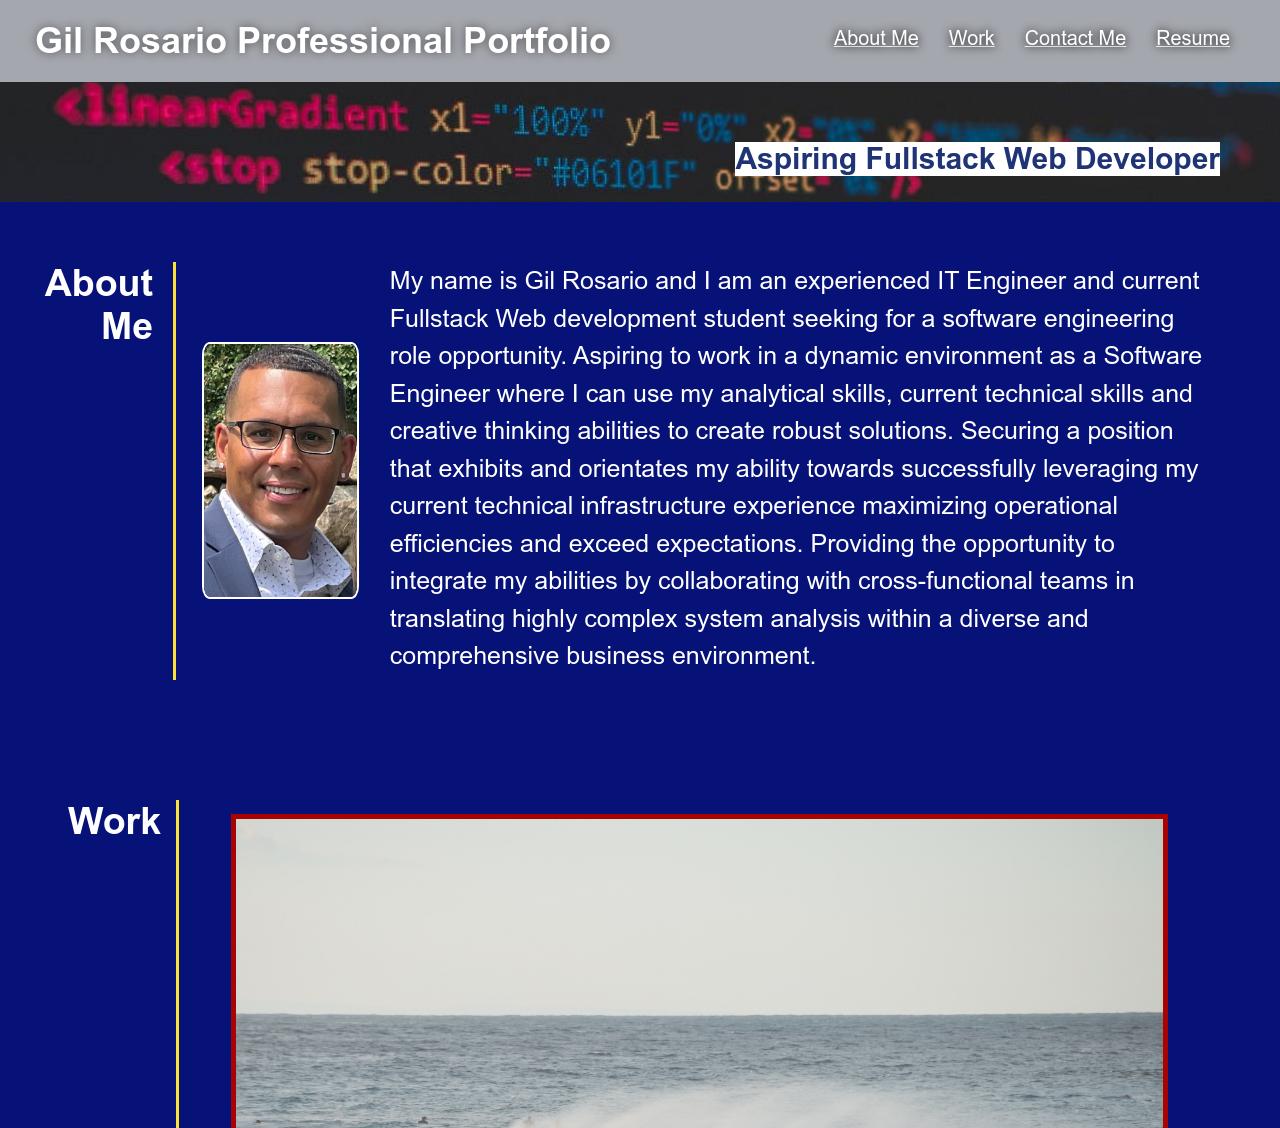 Gil Rosario Professional Portfolio
About Me Work Contact Me Resume
<linearGradient x1="100%" y1="0%" x2="0%" y2="100%"
<stop stop-color="#06101F" offset="0%"/>
Aspiring Fullstack Web Developer
About
Me
My name is Gil Rosario and I am an experienced IT Engineer and current
Fullstack Web development student seeking for a software engineering
role opportunity. Aspiring to work in a dynamic environment as a Software
Engineer where I can use my analytical skills, current technical skills and
creative thinking abilities to create robust solutions. Securing a position
that exhibits and orientates my ability towards successfully leveraging my
current technical infrastructure experience maximizing operational
efficiencies and exceed expectations. Providing the opportunity to
integrate my abilities by collaborating with cross-functional teams in
translating highly complex system analysis within a diverse and
comprehensive business environment.
Work